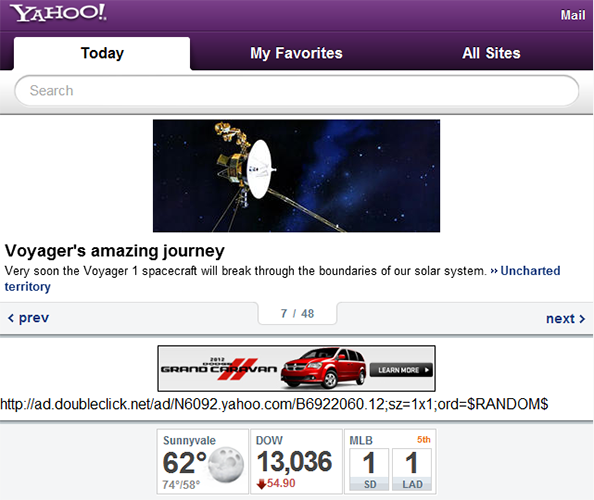 YAHOO!
Mail
Today
My Favorites
All Sites
Search
Voyager's amazing journey
Very soon the Voyager 1 spacecraft will break through the boundaries of our solar system. » Uncharted
territory
‹ prev
7 / 48
next ›
2012
DODGE
GRAND CARAVAN
LEARN MORE
http://ad.doubleclick.net/ad/N6092.yahoo.com/B6922060.12;sz=1x1;ord=$RANDOM$
Sunnyvale
62°
74°/58°
DOW
13,036
54.90
MLB
5th
1 1
SD LAD